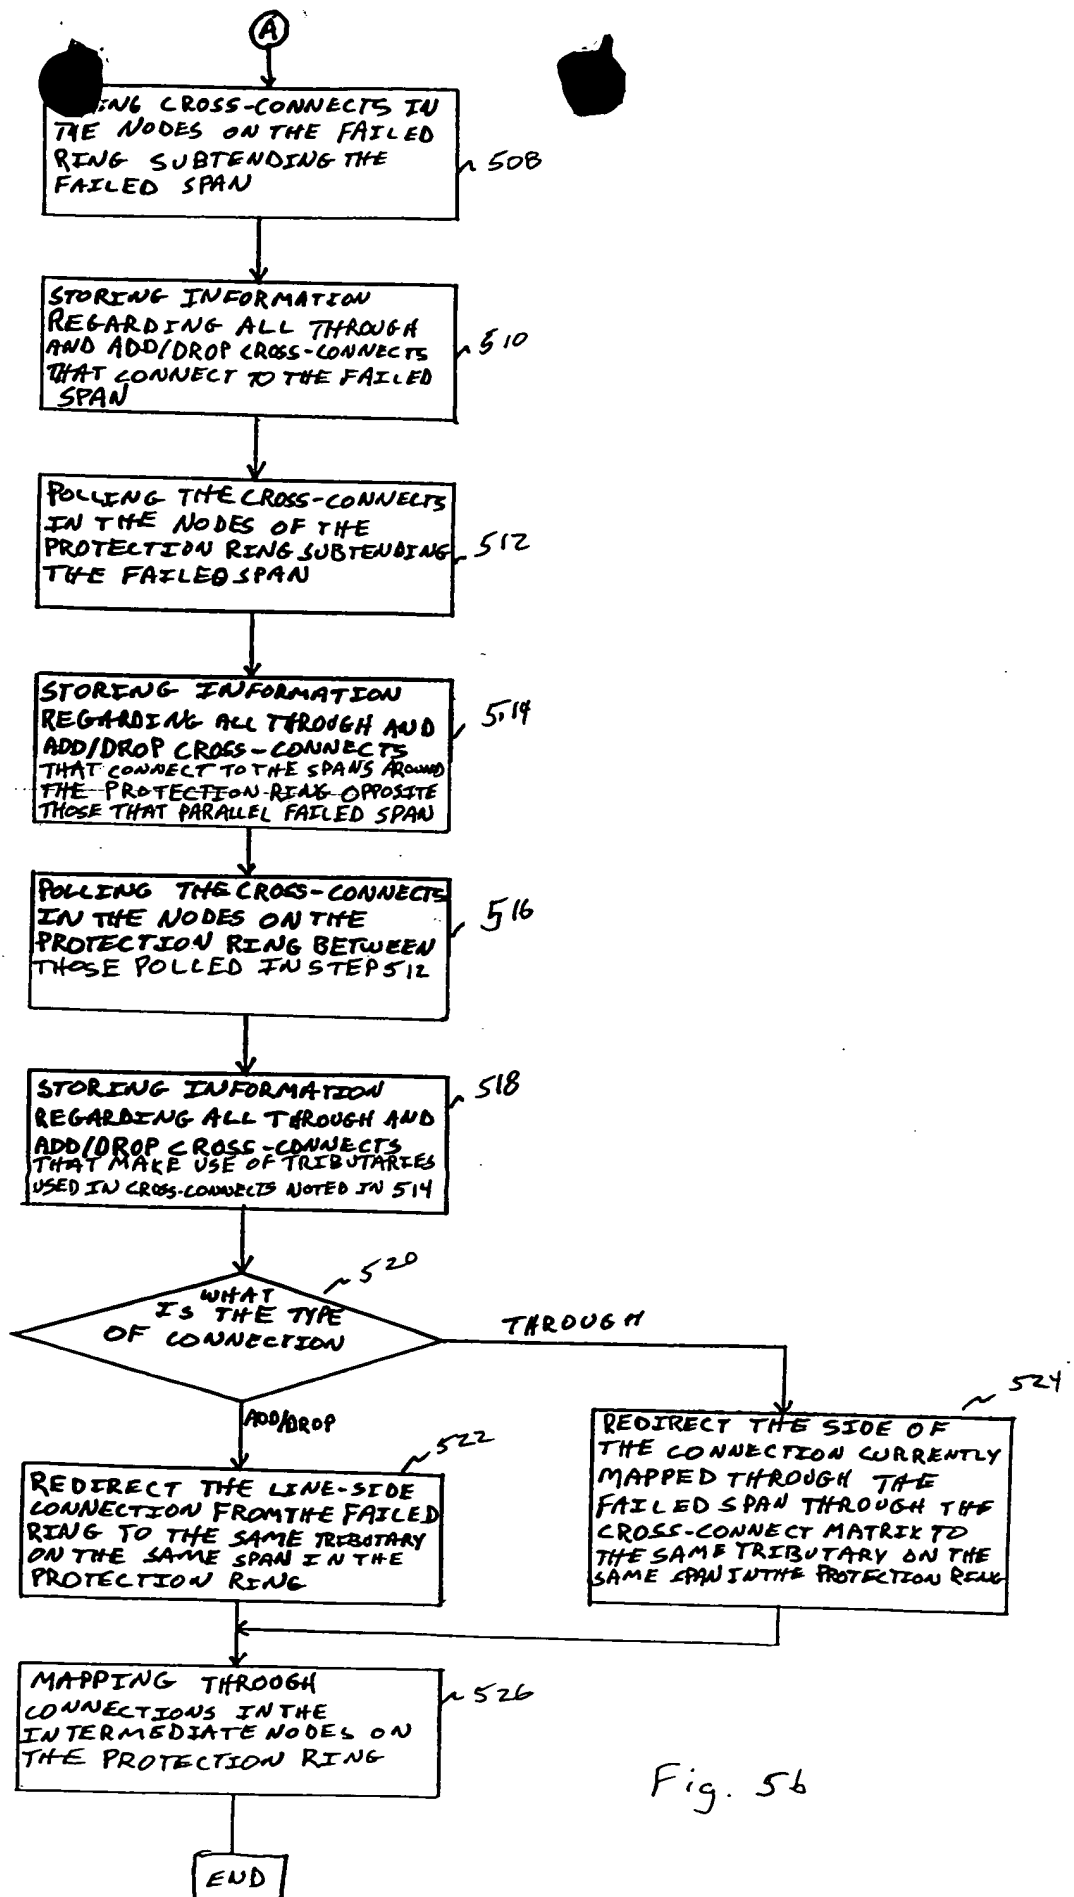 A
CROSS-CONNECTS IN
THE NODES ON THE FAILED
RING SUBTENDING THE
FAILED SPAN
508
STORING INFORMATION
REGARDING ALL THROUGH
AND ADD/DROP CROSS-CONNECTS
THAT CONNECT TO THE FAILED
SPAN
510
POLLING THE CROSS-CONNECTS
IN THE NODES OF THE
PROTECTION RING SUBTENDING
THE FAILED SPAN
512
STORING INFORMATION
REGARDING ALL THROUGH AND
ADD/DROP CROSS-CONNECTS
THAT CONNECT TO THE SPANS AROUND
THE PROTECTION RING OPPOSITE
THOSE THAT PARALLEL FAILED SPAN
514
POLLING THE CROSS-CONNECTS
IN THE NODES ON THE
PROTECTION RING BETWEEN
THOSE POLLED IN STEP 512
516
STORING INFORMATION
REGARDING ALL THROUGH AND
ADD/DROP CROSS-CONNECTS
THAT MAKE USE OF TRIBUTARIES
USED IN CROSS-CONNECTS NOTED IN 514
518
WHAT
IS THE TYPE
OF CONNECTION
520
THROUGH
ADD/DROP
REDIRECT THE LINE-SIDE
CONNECTION FROM THE FAILED
RING TO THE SAME TRIBUTARY
ON THE SAME SPAN IN THE
PROTECTION RING
522
REDIRECT THE SIDE OF
THE CONNECTION CURRENTLY
MAPPED THROUGH THE
FAILED SPAN THROUGH THE
CROSS-CONNECT MATRIX TO
THE SAME TRIBUTARY ON THE
SAME SPAN IN THE PROTECTION RING
524
MAPPING THROUGH
CONNECTIONS IN THE
INTERMEDIATE NODES ON
THE PROTECTION RING
526
Fig. 5b
END